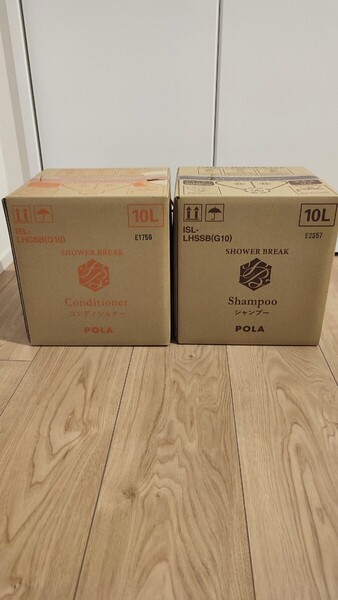 10L
ISL-
LHCSB(G10)
E1756
SHOWER BREAK
Conditioner
コンディショナー
POLA
10L
ISL-
LHSSB(G10)
E2557
SHOWER BREAK
Shampoo
シャンプー
POLA